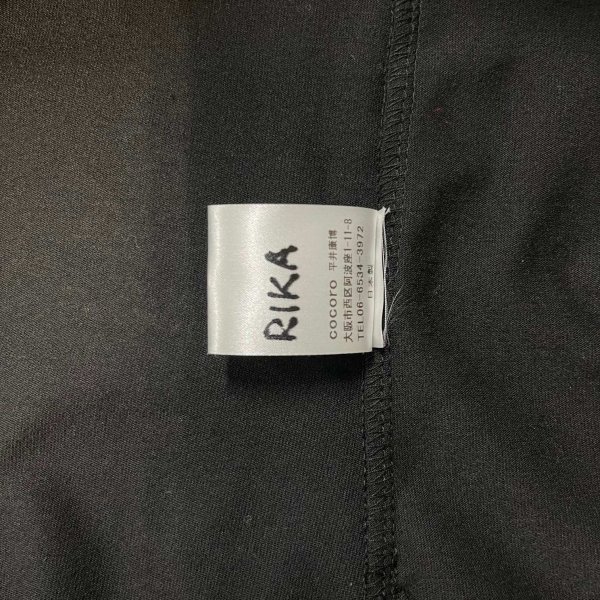 RIKA
cocoro 平井康博
大阪市西区阿波座1-11-8
TEL06-6534-3972
日本製